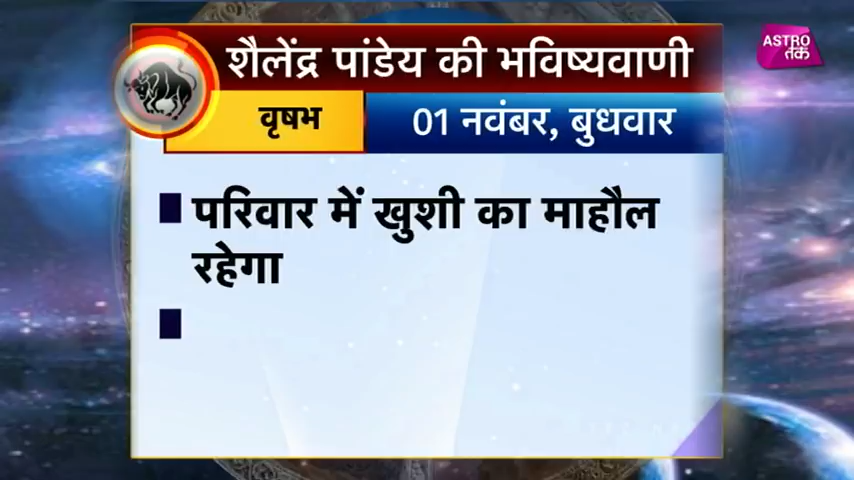 शैलेंद्र पांडेय की भविष्यवाणी
ASTRO
तक
वृषभ
01 नवंबर, बुधवार
परिवार में खुशी का माहौल
रहेगा